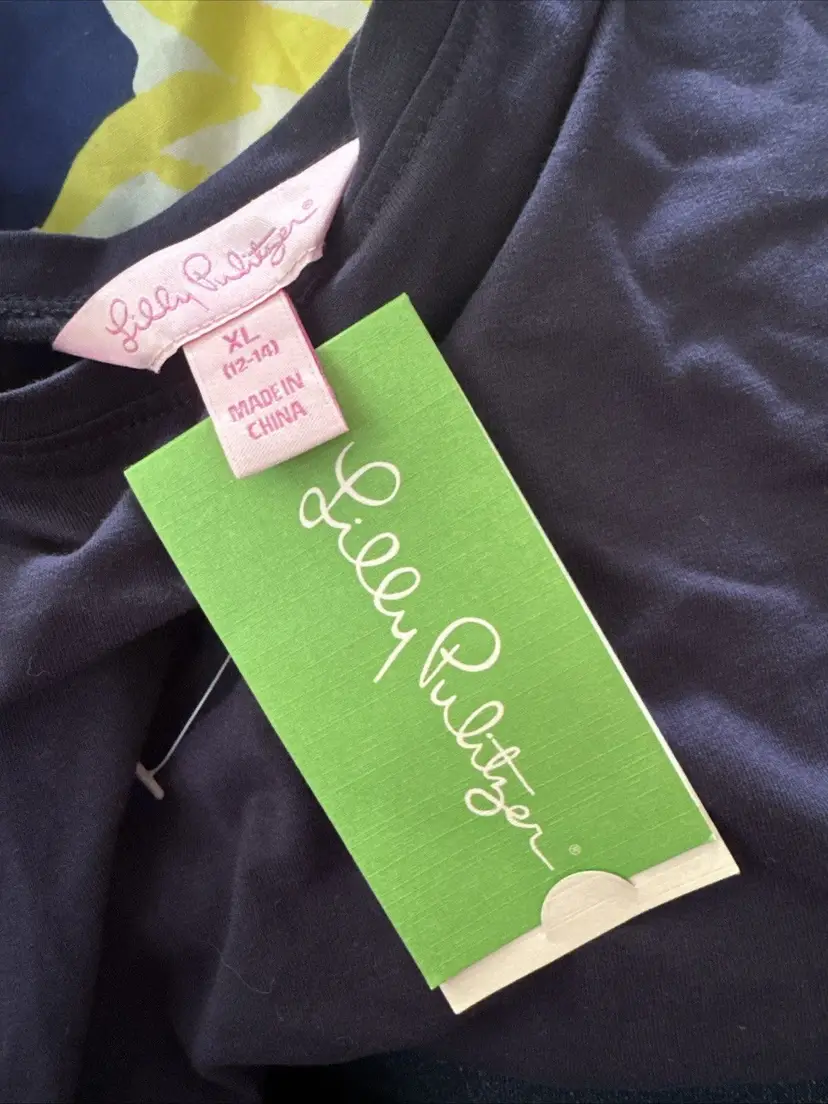 Lilly Pulitzer®
XL
(12-14)
MADE IN
CHINA
Lilly Pulitzer®